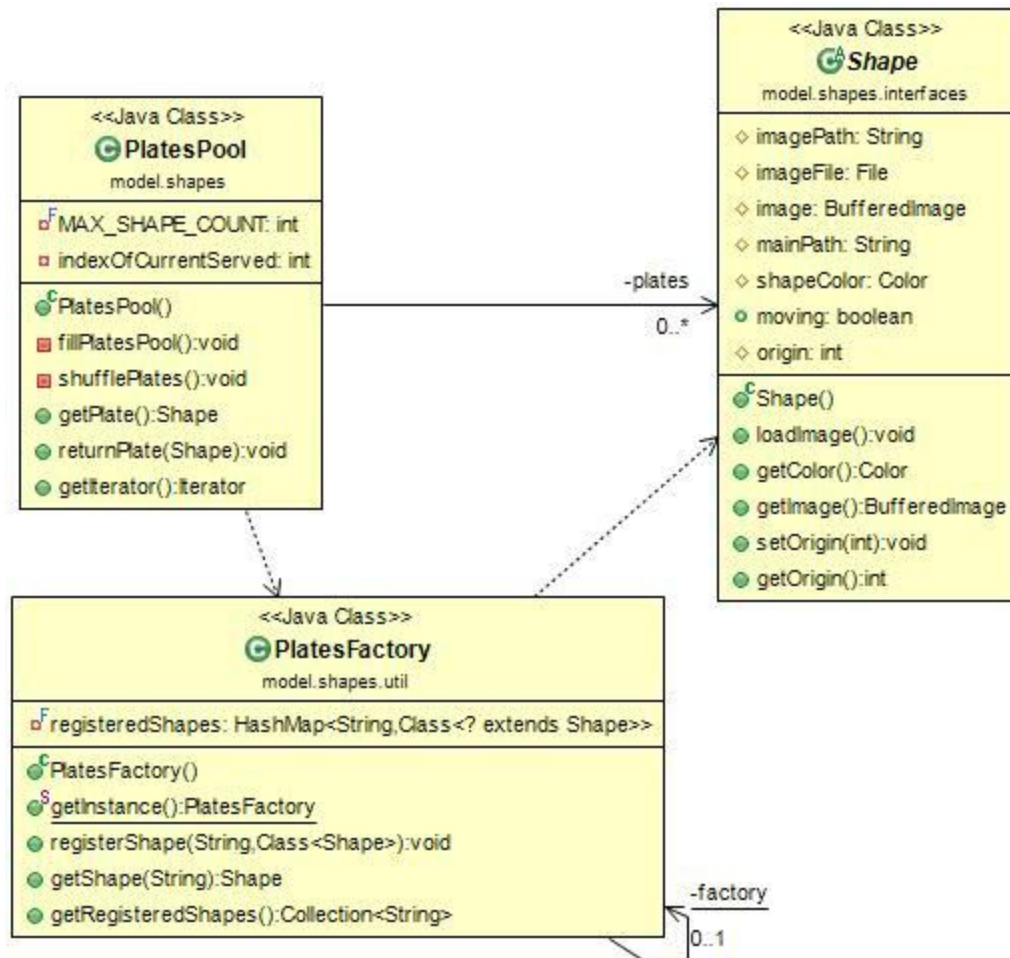 <<Java Class>>
PlatesPool
model.shapes
MAX_SHAPE_COUNT: int
indexOfCurrentServed: int
PlatesPool()
fillPlatesPool():void
shufflePlates():void
getPlate():Shape
returnPlate(Shape):void
getIterator():Iterator
-plates
0..*
<<Java Class>>
Shape
model.shapes.interfaces
imagePath: String
imageFile: File
image: BufferedImage
mainPath: String
shapeColor: Color
moving: boolean
origin: int
Shape()
loadImage():void
getColor():Color
getImage():BufferedImage
setOrigin(int):void
getOrigin():int
<<Java Class>>
PlatesFactory
model.shapes.util
registeredShapes: HashMap<String,Class<? extends Shape>>
PlatesFactory()
getInstance():PlatesFactory
registerShape(String,Class<Shape>):void
getShape(String):Shape
getRegisteredShapes():Collection<String>
-factory
0..1